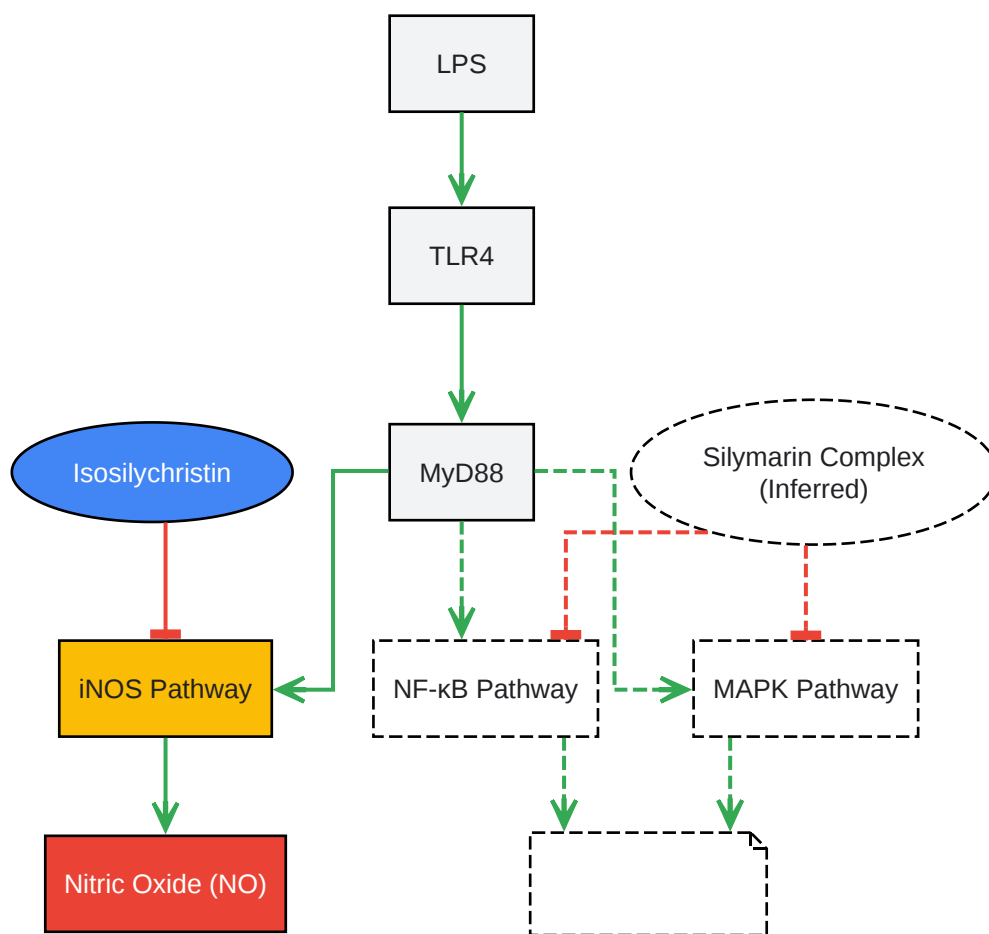 LPS
TLR4
Isosilychristin
MyD88
Silymarin Complex
(Inferred)
iNOS Pathway
NF-κB Pathway
MAPK Pathway
Nitric Oxide (NO)